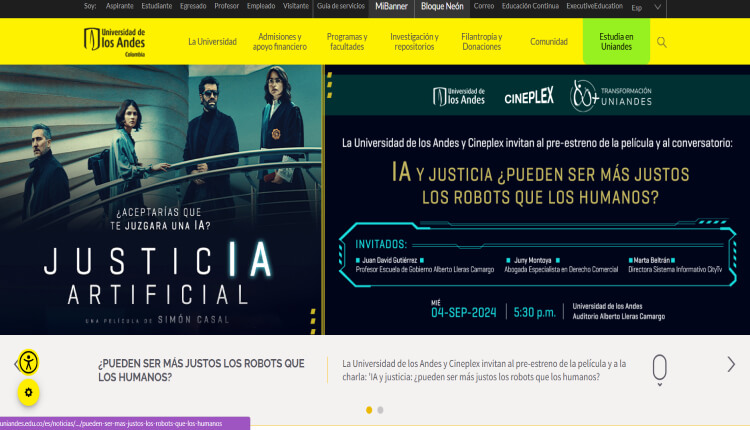 Soy: Aspirante Estudiante Egresado Profesor Empleado Visitante Guía de servicios MiBanner Bloque Neón Correo Educación Continua ExecutiveEducation Esp
Universidad de
los Andes
Colombia
La Universidad
Admisiones y
apoyo financiero
Programas y
facultades
Investigación y
repositorios
Filantropía y
Donaciones
Comunidad
Estudia en
Uniandes
¿ACEPTARÍAS QUE
TE JUZGARA UNA IA?
JUSTICIA
ARTIFICIAL
UNA PELÍCULA DE SIMÓN CASAL
Universidad de
los Andes
CINEPLEX
TRANSFORMACIÓN
UNIANDES
La Universidad de los Andes y Cineplex invitan al pre-estreno de la película y al conversatorio:
IA Y JUSTICIA ¿PUEDEN SER MÁS JUSTOS
LOS ROBOTS QUE LOS HUMANOS?
INVITADOS:
Juan David Gutiérrez
Profesor Escuela de Gobierno Alberto Lleras Camargo
Juny Montoya
Abogada Especialista en Derecho Comercial
Marta Beltrán
Directora Sistema Informativo CityTv
MIÉ
04-SEP-2024
5:30 p.m.
Universidad de los Andes
Auditorio Alberto Lleras Camargo
¿PUEDEN SER MÁS JUSTOS LOS ROBOTS QUE
LOS HUMANOS?
La Universidad de los Andes y Cineplex invitan al pre-estreno de la película y a la
charla: 'IA y justicia: ¿pueden ser más justos los robots que los humanos?
uniandes.edu.co/es/noticias/.../pueden-ser-mas-justos-los-robots-que-los-humanos